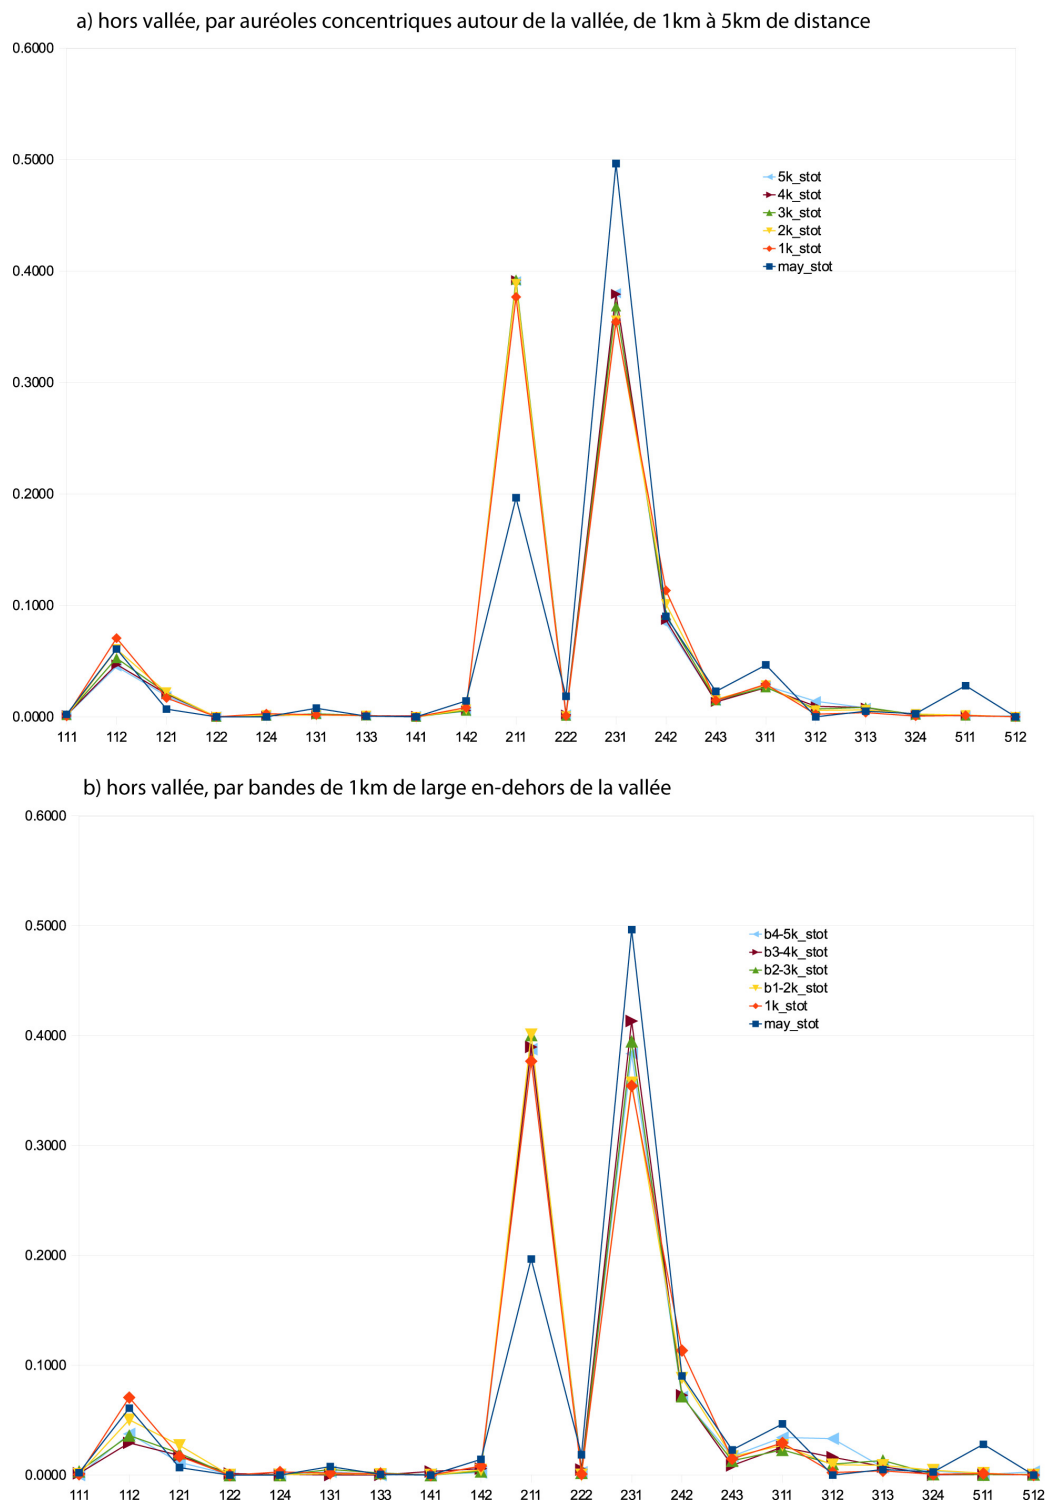 a) hors vallée, par auréoles concentriques autour de la vallée, de 1km à 5km de distance
0.6000
0.5000
5k_stot
4k_stot
3k_stot
2k_stot
1k_stot
may_stot
0.4000
0.3000
0.2000
0.1000
0.0000
111 112 121 122 124 131 133 141 142 211 222 231 242 243 311 312 313 324 511 512
b) hors vallée, par bandes de 1km de large en-dehors de la vallée
0.6000
0.5000
b4-5k_stot
b3-4k_stot
b2-3k_stot
b1-2k_stot
1k_stot
may_stot
0.4000
0.3000
0.2000
0.1000
0.0000
111 112 121 122 124 131 133 141 142 211 222 231 242 243 311 312 313 324 511 512